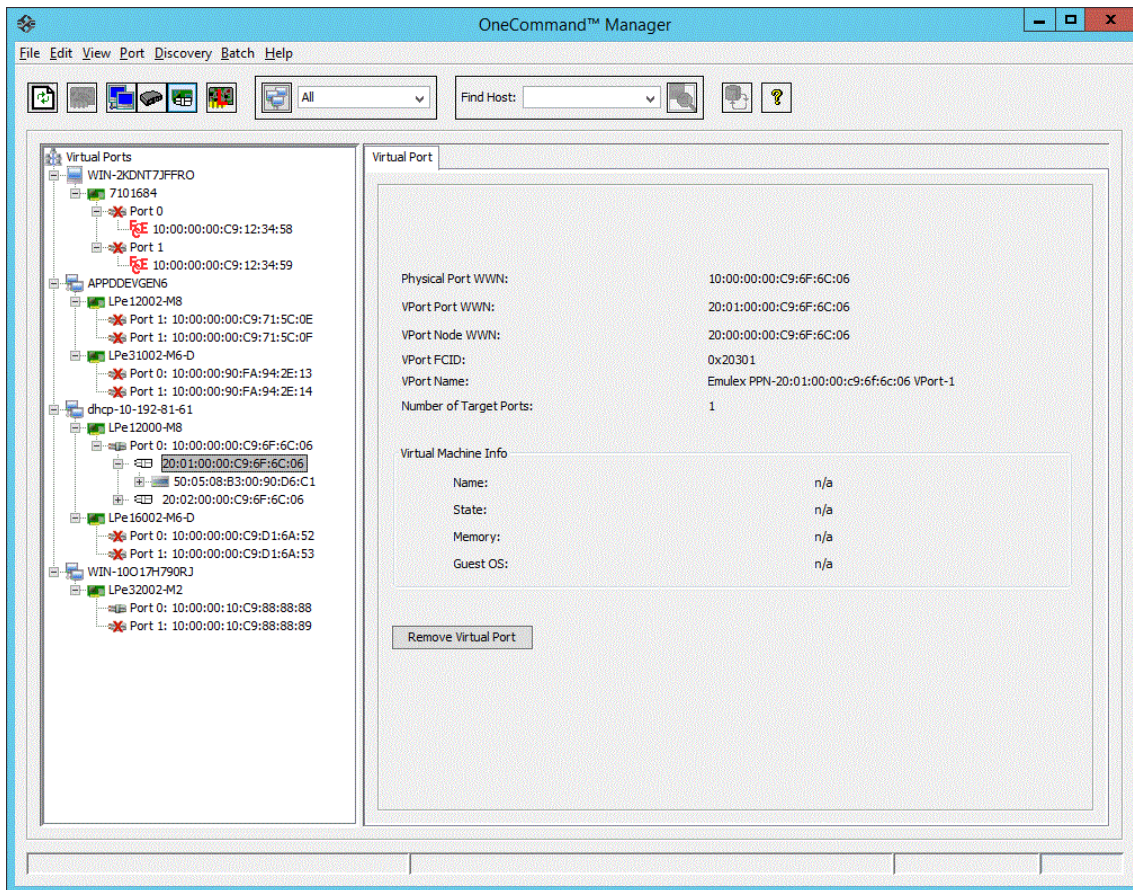 OneCommand™ Manager
File Edit View Port Discovery Batch Help
All
Find Host:
Virtual Ports
WIN-2KDNT7JFFRO
7101684
Port 0
FCoE 10:00:00:00:C9:12:34:58
Port 1
FCoE 10:00:00:00:C9:12:34:59
APPDDEVGEN6
LPe12002-M8
Port 1: 10:00:00:00:C9:71:5C:0E
Port 1: 10:00:00:00:C9:71:5C:0F
LPe31002-M6-D
Port 0: 10:00:00:90:FA:94:2E:13
Port 1: 10:00:00:90:FA:94:2E:14
dhcp-10-192-81-61
LPe12000-M8
Port 0: 10:00:00:00:C9:6F:6C:06
20:01:00:00:C9:6F:6C:06
50:05:08:B3:00:90:D6:C1
20:02:00:00:C9:6F:6C:06
LPe16002-M6-D
Port 0: 10:00:00:00:C9:D1:6A:52
Port 1: 10:00:00:00:C9:D1:6A:53
WIN-10O17H790RJ
LPe32002-M2
Port 0: 10:00:00:10:C9:88:88:88
Port 1: 10:00:00:10:C9:88:88:89
Virtual Port
Physical Port WWN: 10:00:00:00:C9:6F:6C:06
VPort Port WWN: 20:01:00:00:C9:6F:6C:06
VPort Node WWN: 20:00:00:00:C9:6F:6C:06
VPort FCID: 0x20301
VPort Name: Emulex PPN-20:01:00:00:c9:6f:6c:06 VPort-1
Number of Target Ports: 1
Virtual Machine Info
Name: n/a
State: n/a
Memory: n/a
Guest OS: n/a
Remove Virtual Port